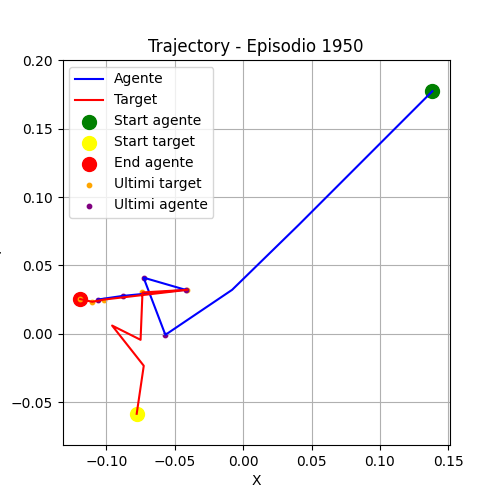 Trajectory - Episodio 1950
Agente
Target
Start agente
Start target
End agente
Ultimi target
Ultimi agente
0.20
0.15
0.10
0.05
0.00
−0.05
−0.10
−0.05
0.00
0.05
0.10
0.15
X